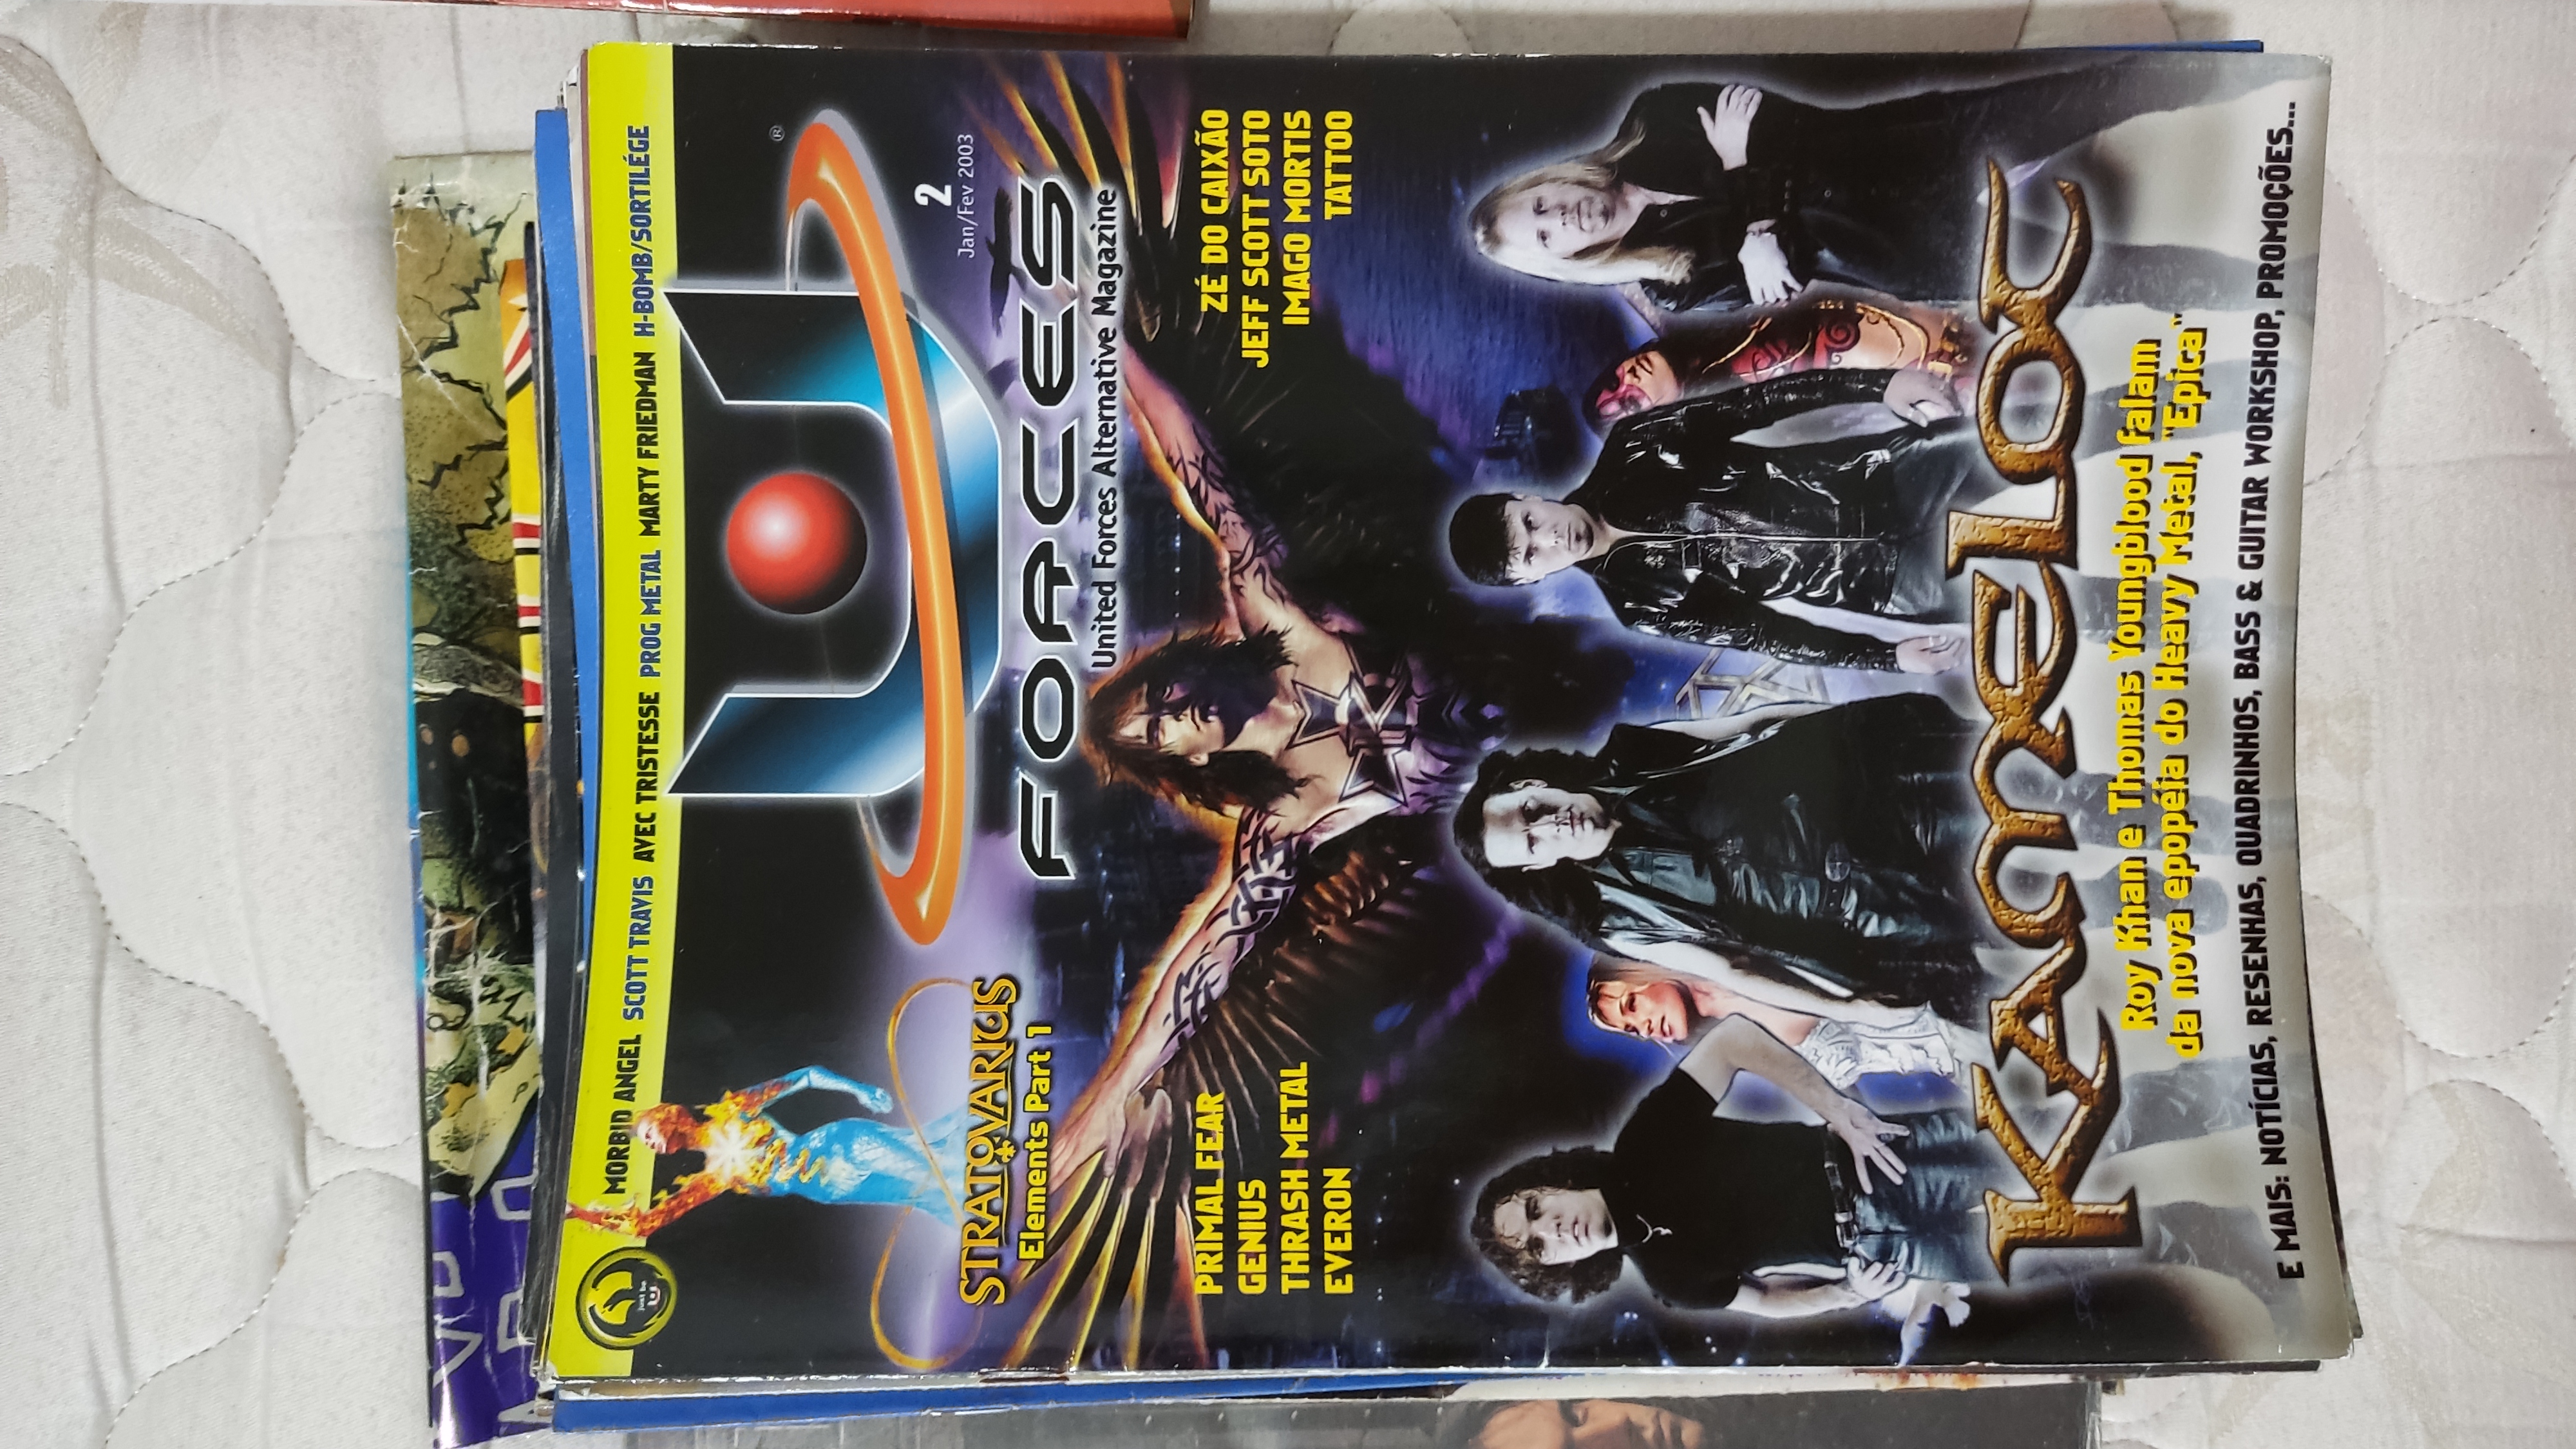 MORBID ANGEL SCOTT TRAVIS AVEC TRISTESSE PROG METAL MARTY FRIEDMAN H-BOMB/SORTILÉGE
just be
U
®
2
Jan/Fev 2003
STRATOVARIUS
Elements Part 1
FORCES
United Forces Alternative Magazine
PRIMAL FEAR
GENIUS
THRASH METAL
EVERON
ZÉ DO CAIXÃO
JEFF SCOTT SOTO
IMAGO MORTIS
TATTOO
R
KAMELOT
Roy Khan e Thomas Youngblood falam
da nova epopéia do Heavy Metal, "Epica"
E MAIS: NOTÍCIAS, RESENHAS, QUADRINHOS, BASS & GUITAR WORKSHOP, PROMOÇÕES...